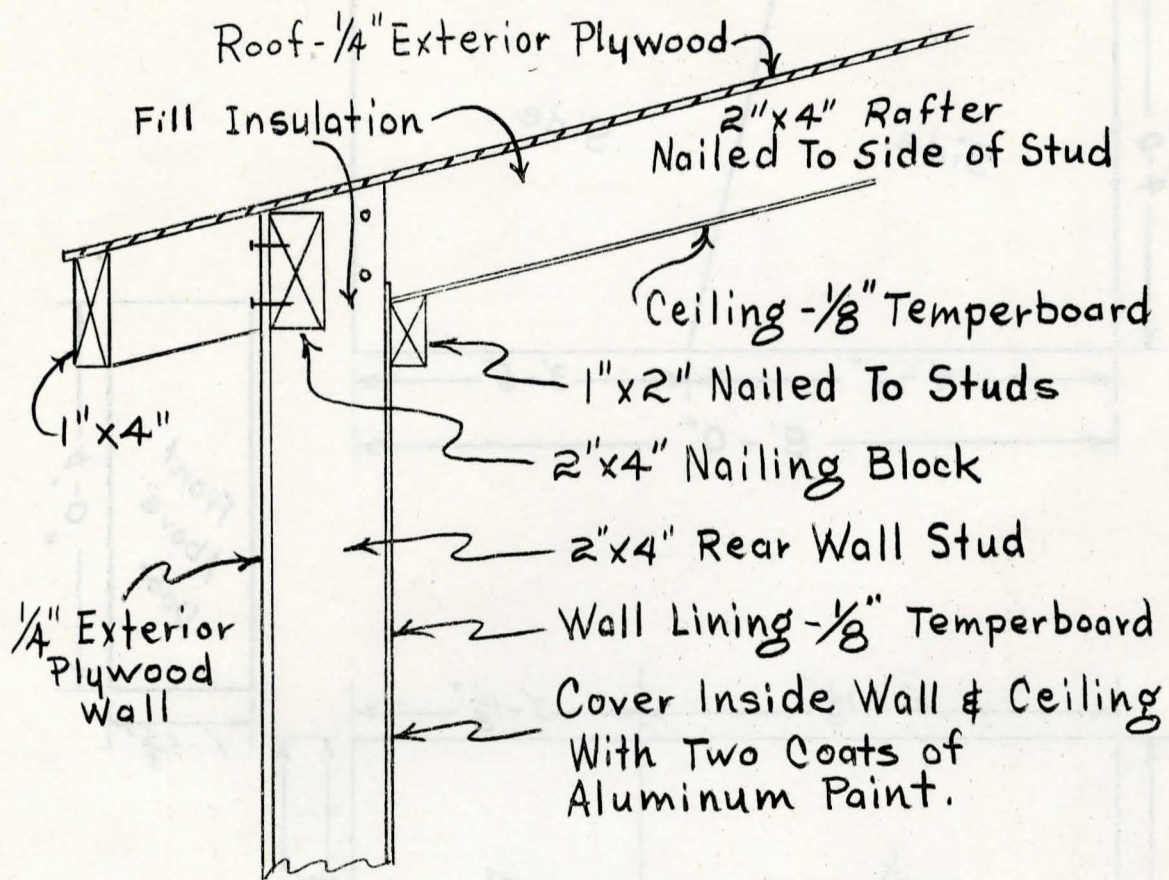 Roof-1/4" Exterior Plywood
Fill Insulation
2"x4" Rafter
Nailed To Side of Stud
Ceiling-1/8" Temperboard
1"x2" Nailed To Studs
1"x4"
2"x4" Nailing Block
2"x4" Rear Wall Stud
1/4" Exterior
Plywood
Wall
Wall Lining-1/8" Temperboard
Cover Inside Wall & Ceiling
With Two Coats of
Aluminum Paint.